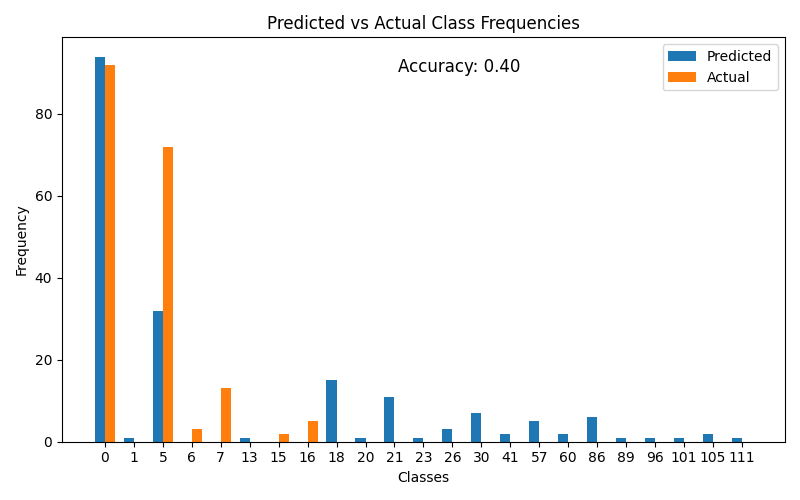 Predicted vs Actual Class Frequencies
Accuracy: 0.40
Predicted
Actual
Frequency
80
60
40
20
0
0 1 5 6 7 13 15 16 18 20 21 23 26 30 41 57 60 86 89 96 101 105 111
Classes